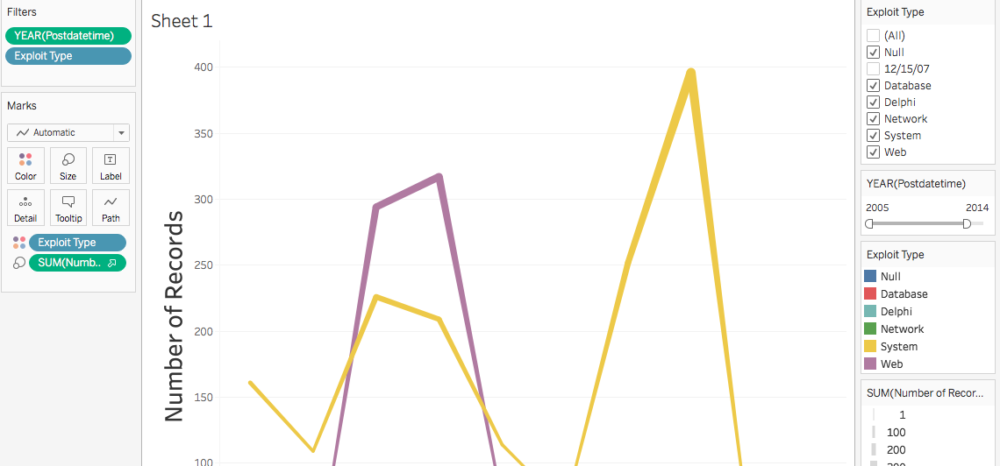 Filters
YEAR(Postdatetime)
Exploit Type
Marks
Automatic
Color
Size
Label
Detail
Tooltip
Path
Exploit Type
SUM(Numb..
Sheet 1
Number of Records
400
350
300
250
200
150
100
Exploit Type
(All)
Null
12/15/07
Database
Delphi
Network
System
Web
YEAR(Postdatetime)
2005 2014
Exploit Type
Null
Database
Delphi
Network
System
Web
SUM(Number of Recor...
1
100
200